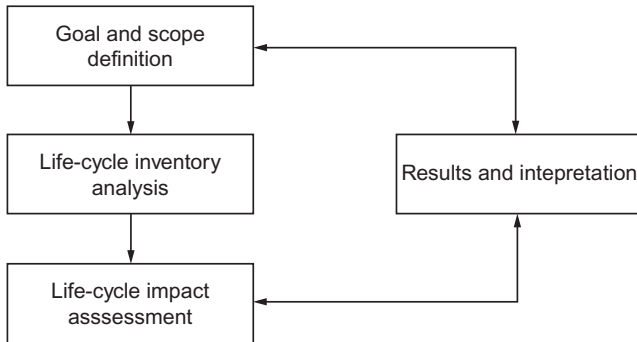 Goal and scope
definition
Life-cycle inventory
analysis
Results and intepretation
Life-cycle impact
asssessment